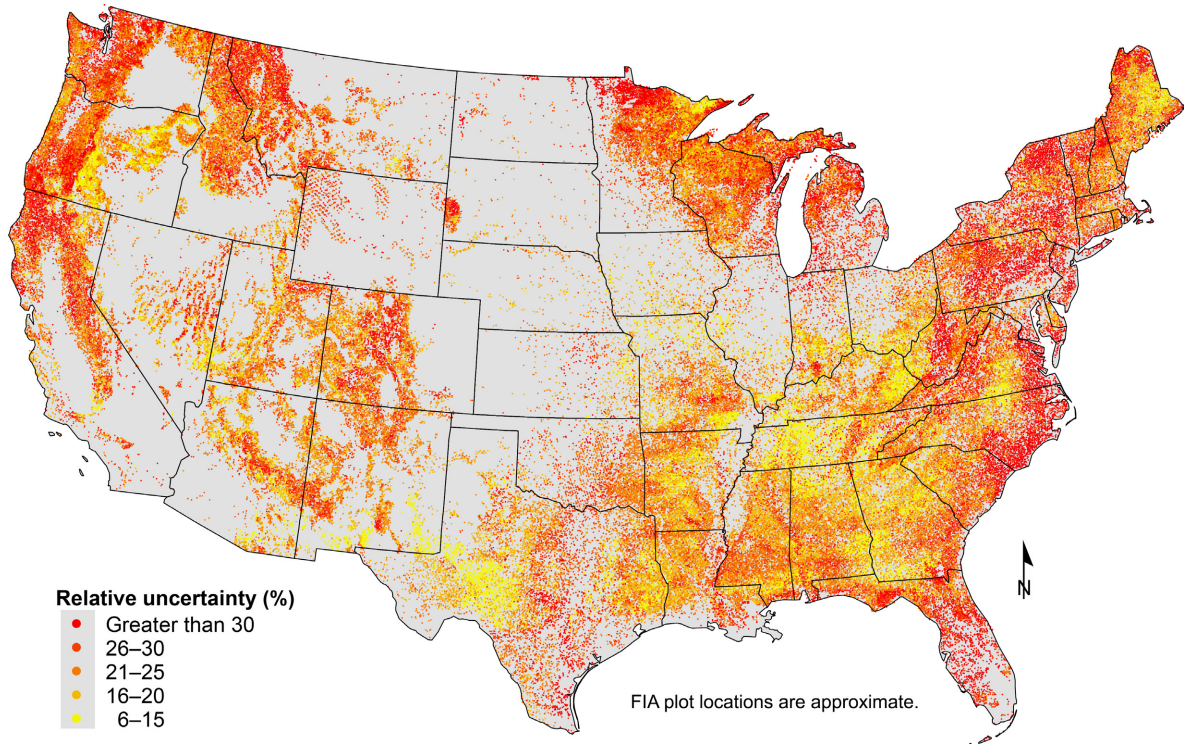 Relative uncertainty (%)
Greater than 30
26–30
21–25
16–20
6–15
N
FIA plot locations are approximate.